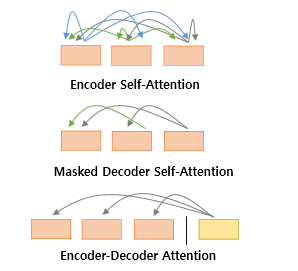 Encoder Self-Attention
Masked Decoder Self-Attention
Encoder-Decoder Attention